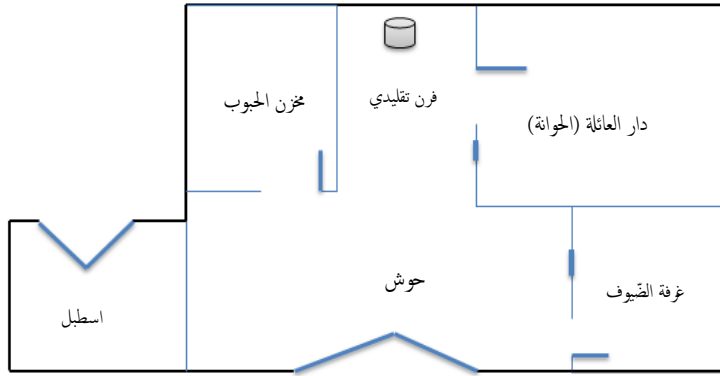 مخزن الحبوب
فرن تقليدي
دار العائلة (الحوانة)
حوش
غرفة الضّيوف
اسطبل